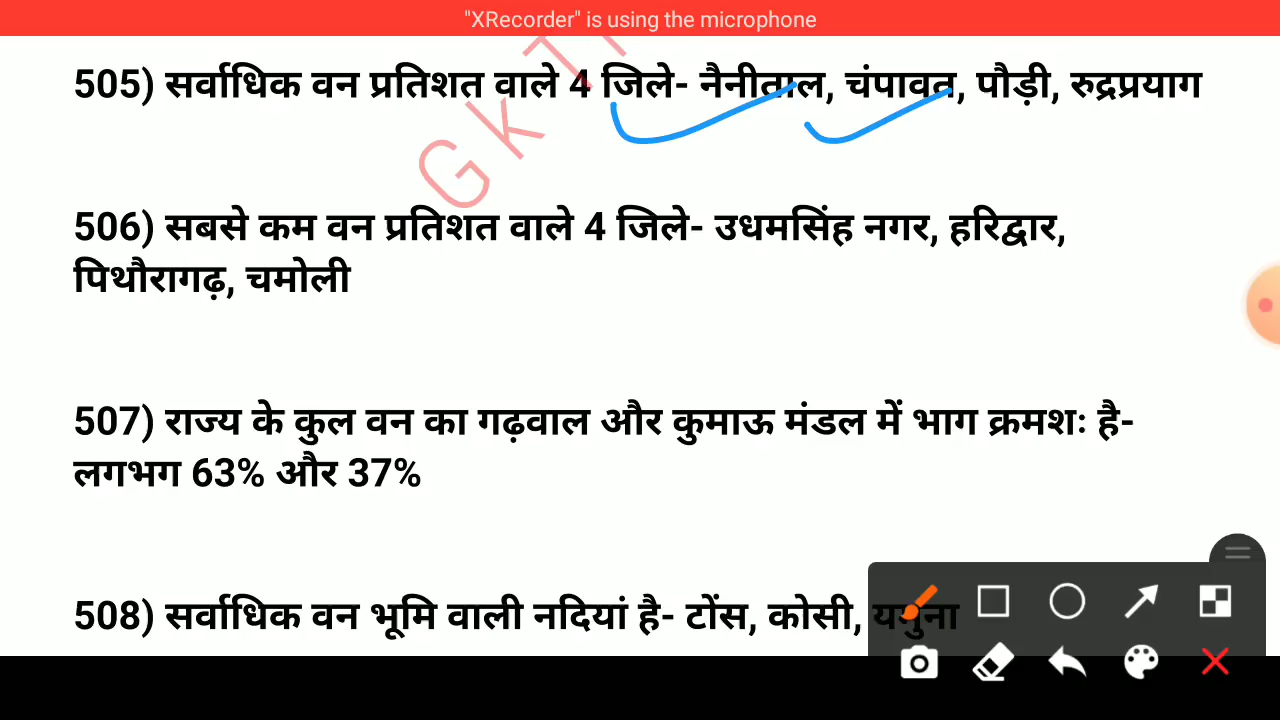 "XRecorder" is using the microphone
505) सर्वाधिक वन प्रतिशत वाले 4 जिले- नैनीताल, चंपावत, पौड़ी, रुद्रप्रयाग
506) सबसे कम वन प्रतिशत वाले 4 जिले- उधमसिंह नगर, हरिद्वार,
पिथौरागढ़, चमोली
507) राज्य के कुल वन का गढ़वाल और कुमाऊ मंडल में भाग क्रमशः है-
लगभग 63% और 37%
508) सर्वाधिक वन भूमि वाली नदियां है- टोंस, कोसी, यमुना